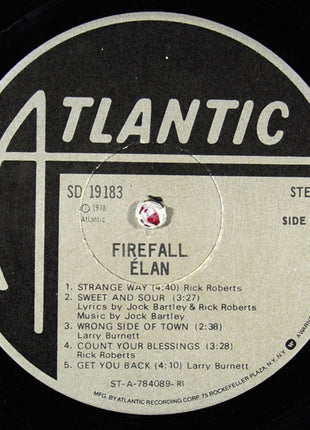 ATLANTIC
SD 19183
STE
℗ 1978
Atlantic
SIDE
FIREFALL
ÉLAN
1. STRANGE WAY (4:40) Rick Roberts
2. SWEET AND SOUR (3:27)
Lyrics by Jock Bartley & Rick Roberts
Music by Jock Bartley
3. WRONG SIDE OF TOWN (2:38)
Larry Burnett
4. COUNT YOUR BLESSINGS (3:28)
Rick Roberts
5. GET YOU BACK (4:10) Larry Burnett
ST-A-784089-RI
MFG. BY ATLANTIC RECORDING CORP. 75 ROCKEFELLER PLAZA, N.Y., N.Y.